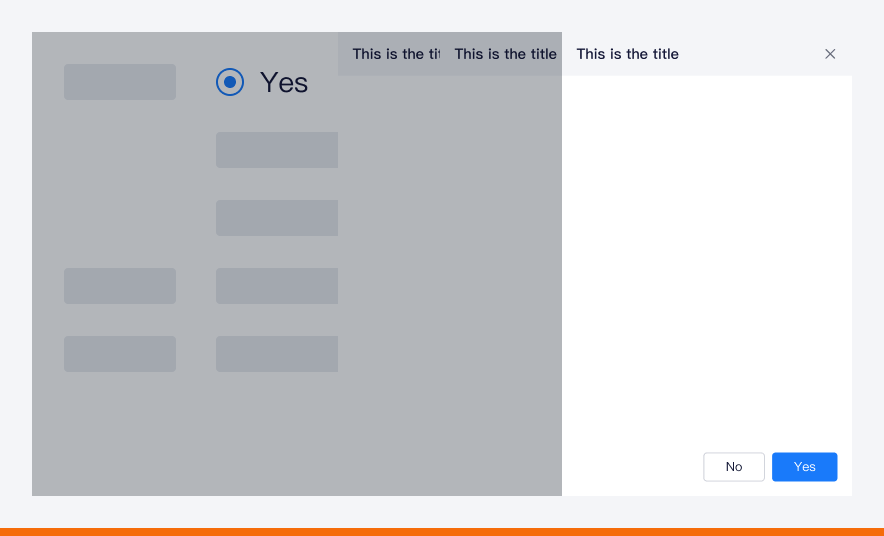 Yes
This is the tit
This is the title
This is the title
No
Yes